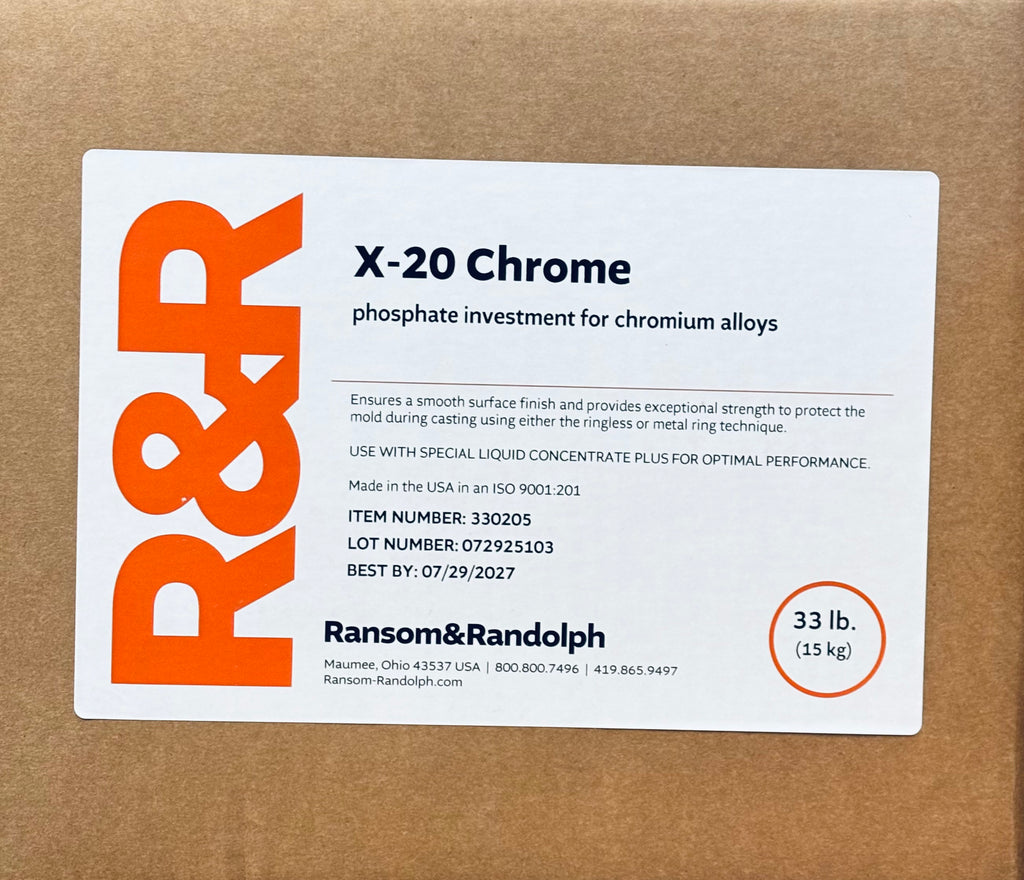 R&R
X-20 Chrome
phosphate investment for chromium alloys
Ensures a smooth surface finish and provides exceptional strength to protect the
mold during casting using either the ringless or metal ring technique.
USE WITH SPECIAL LIQUID CONCENTRATE PLUS FOR OPTIMAL PERFORMANCE.
Made in the USA in an ISO 9001:201
ITEM NUMBER: 330205
LOT NUMBER: 072925103
BEST BY: 07/29/2027
Ransom&Randolph
Maumee, Ohio 43537 USA | 800.800.7496 | 419.865.9497
Ransom-Randolph.com
33 lb.
(15 kg)